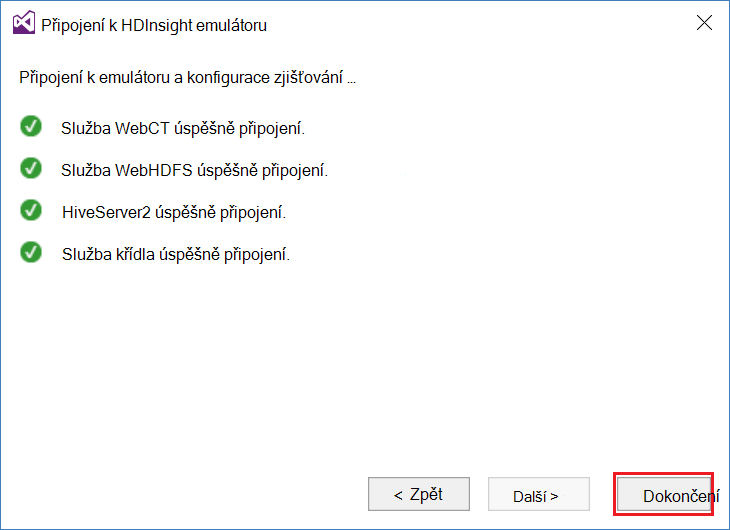 Připojení k HDInsight emulátoru
Připojení k emulátoru a konfigurace zjišťování ...
Služba WebCT úspěšně připojení.
Služba WebHDFS úspěšně připojení.
HiveServer2 úspěšně připojení.
Služba křídla úspěšně připojení.
< Zpět
Další >
Dokončení